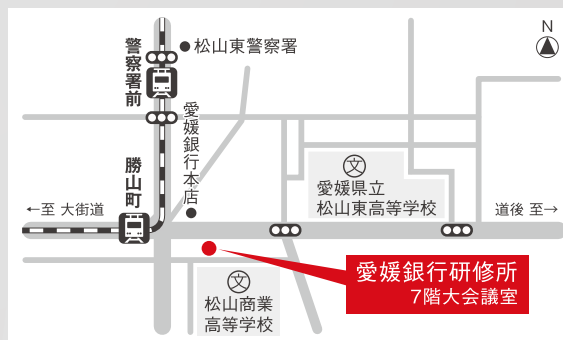 N
松山東警察署
警察署前
愛媛銀行本店
勝山町
文
愛媛県立
松山東高等学校
←至 大街道
道後 至→
愛媛銀行研修所
7階大会議室
文
松山商業
高等学校